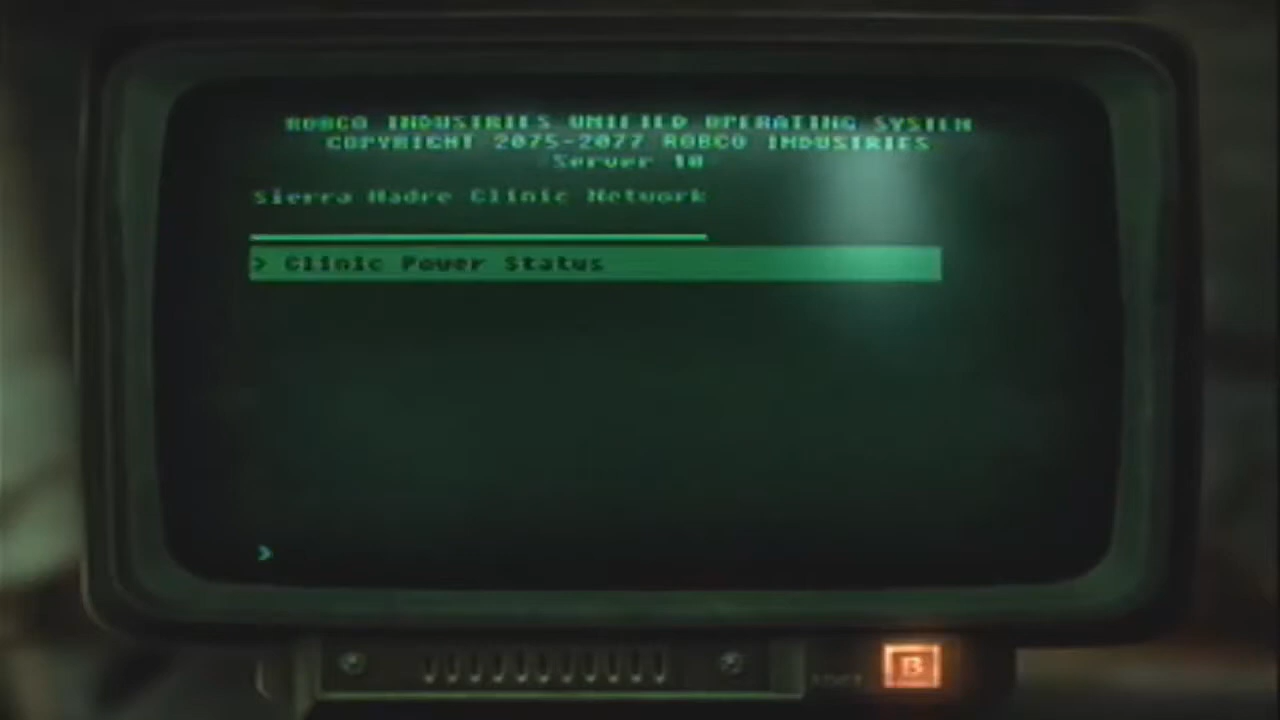 ROBCO INDUSTRIES UNIFIED OPERATING SYSTEM
COPYRIGHT 2075-2077 ROBCO INDUSTRIES
Server 10
Sierra Madre Clinic Network
> Clinic Power Status
>
POWER
B